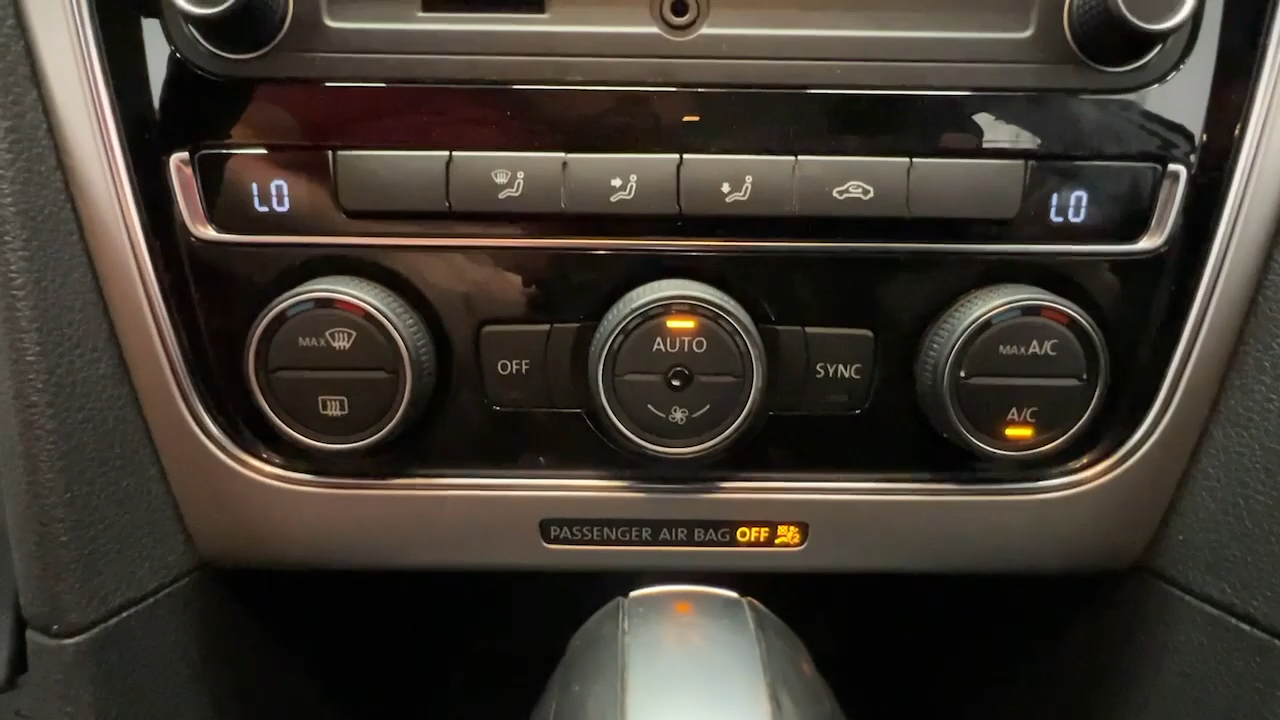 LO
LO
MAX
OFF
AUTO
SYNC
MAX A/C
A/C
PASSENGER AIR BAG OFF